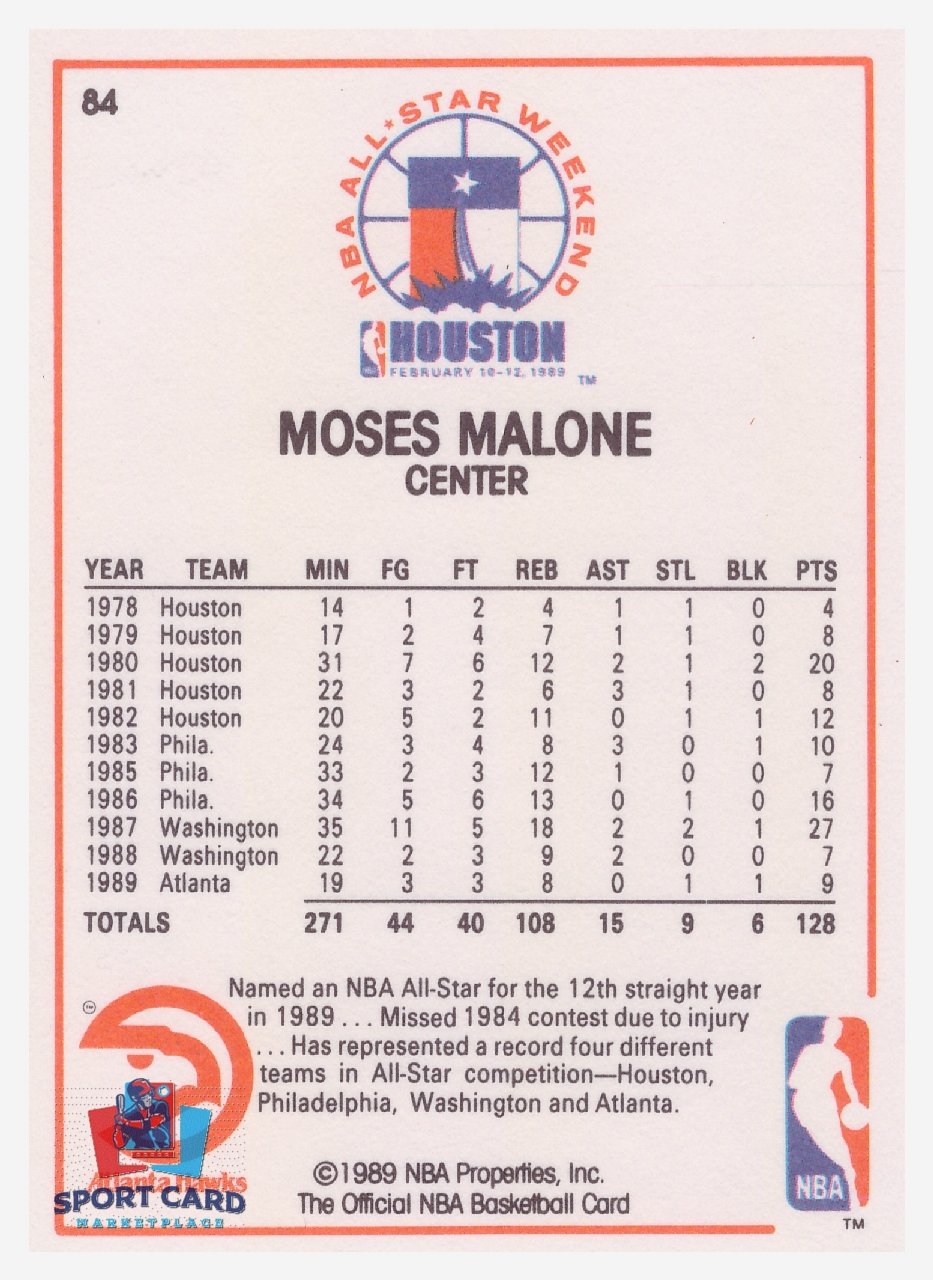 84
NBA ALL★STAR WEEKEND
HOUSTON
FEBRUARY 10-12, 1989 TM
MOSES MALONE
CENTER
YEAR TEAM MIN FG FT REB AST STL BLK PTS
1978 Houston 14 1 2 4 1 1 0 4
1979 Houston 17 2 4 7 1 1 0 8
1980 Houston 31 7 6 12 2 1 2 20
1981 Houston 22 3 2 6 3 1 0 8
1982 Houston 20 5 2 11 0 1 1 12
1983 Phila. 24 3 4 8 3 0 1 10
1985 Phila. 33 2 3 12 1 0 0 7
1986 Phila. 34 5 6 13 0 1 0 16
1987 Washington 35 11 5 18 2 2 1 27
1988 Washington 22 2 3 9 2 0 0 7
1989 Atlanta 19 3 3 8 0 1 1 9
TOTALS 271 44 40 108 15 9 6 128
Named an NBA All-Star for the 12th straight year
in 1989 ... Missed 1984 contest due to injury
... Has represented a record four different
teams in All-Star competition—Houston,
Philadelphia, Washington and Atlanta.
Atlanta Hawks
SPORT CARD
MARKETPLACE
©1989 NBA Properties, Inc.
The Official NBA Basketball Card
NBA
TM